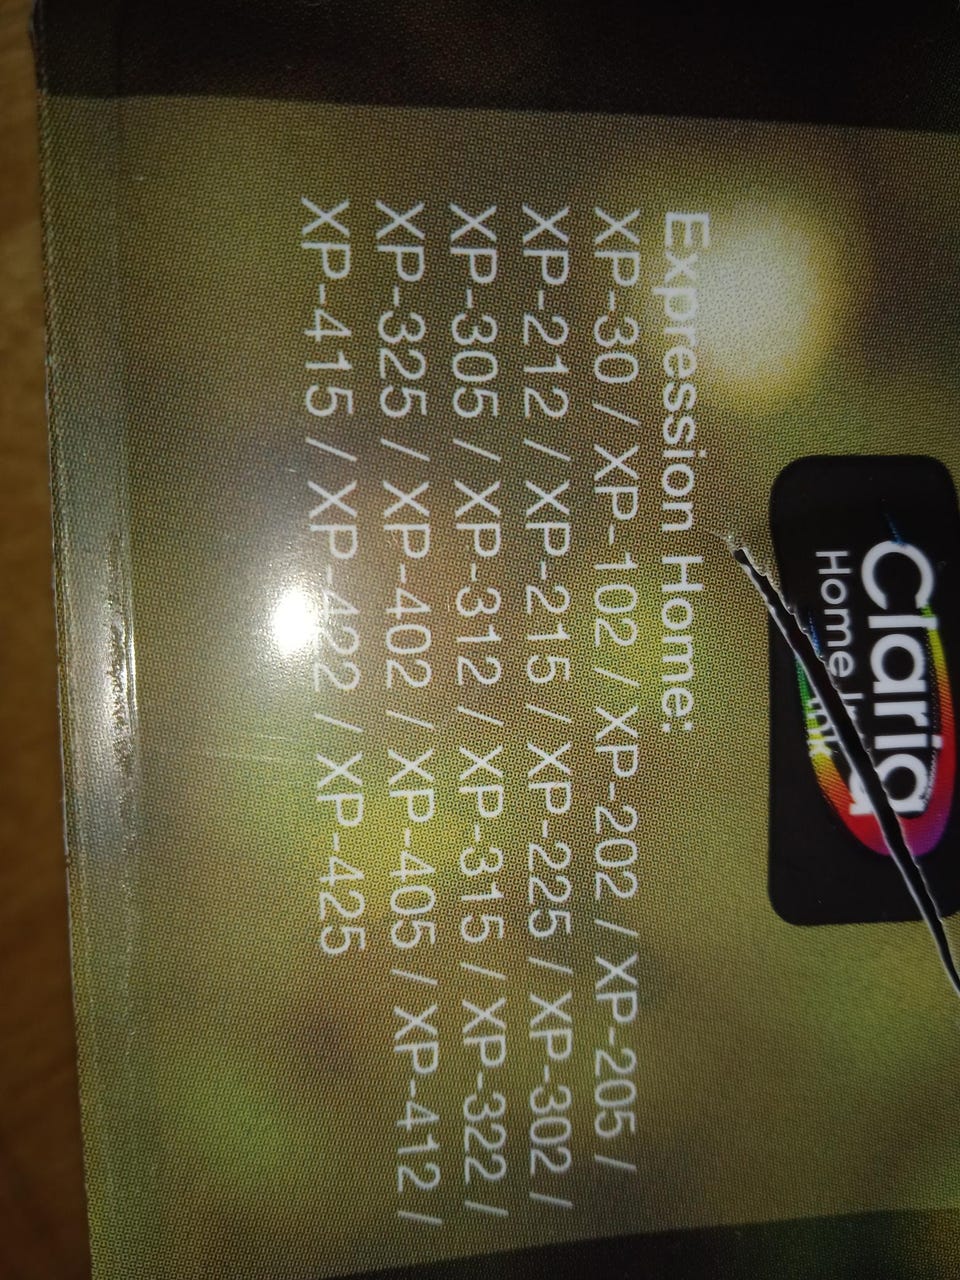 Claria
Home Ink
Expression Home:
XP-30 / XP-102 / XP-202 / XP-205 /
XP-212 / XP-215 / XP-225 / XP-302 /
XP-305 / XP-312 / XP-315 / XP-322 /
XP-325 / XP-402 / XP-405 / XP-412 /
XP-415 / XP-422 / XP-425